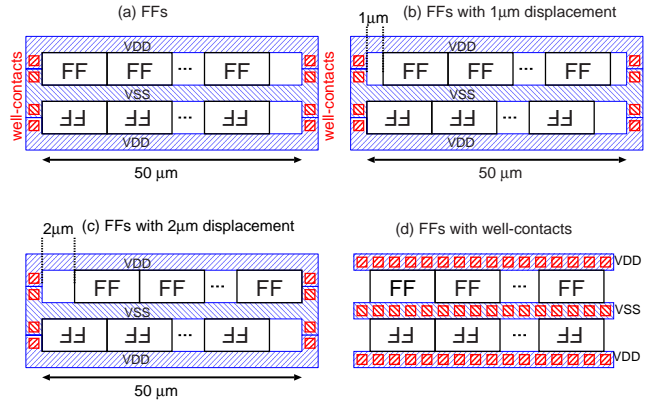 (a) FFs
well-contacts
VDD
FF FF ... FF
VSS
FF FF ... FF
VDD
well-contacts
50 μm
(b) FFs with 1μm displacement
1μm
VDD
FF FF ... FF
VSS
FF FF ... FF
VDD
50 μm
(c) FFs with 2μm displacement
2μm
VDD
FF FF ... FF
VSS
FF FF ... FF
VDD
50 μm
(d) FFs with well-contacts
VDD
FF FF ... FF
VSS
FF FF ... FF
VDD